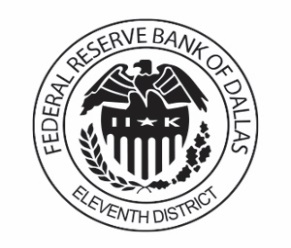 FEDERAL RESERVE BANK OF DALLAS
11 ★ K
ELEVENTH DISTRICT